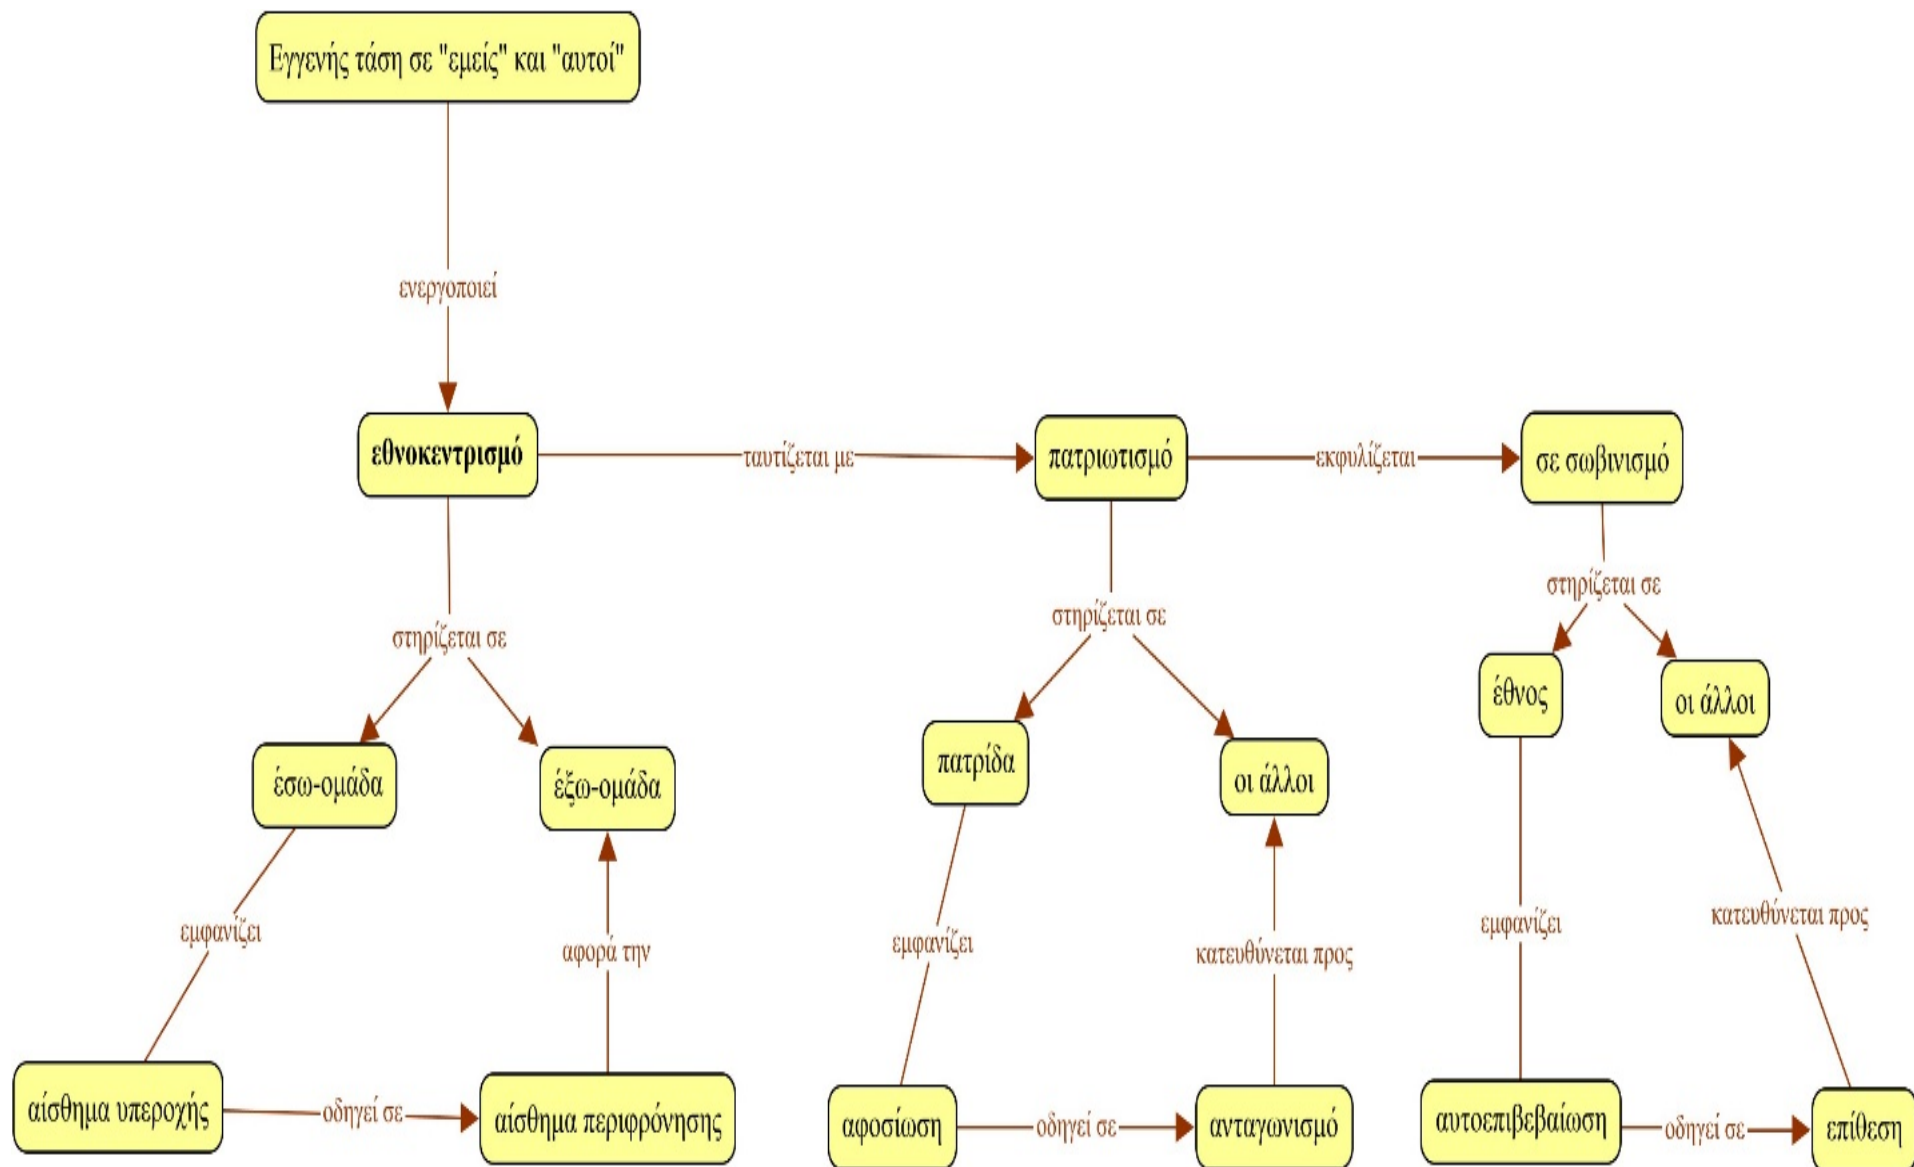 Εγγενής τάση σε "εμείς" και "αυτοί"
ενεργοποιεί
εθνοκεντρισμό
ταυτίζεται με
πατριωτισμό
εκφυλίζεται
σε σωβινισμό
στηρίζεται σε
στηρίζεται σε
στηρίζεται σε
έσω-ομάδα
έξω-ομάδα
πατρίδα
οι άλλοι
έθνος
οι άλλοι
εμφανίζει
αφορά την
εμφανίζει
κατευθύνεται προς
εμφανίζει
κατευθύνεται προς
αίσθημα υπεροχής
οδηγεί σε
αίσθημα περιφρόνησης
αφοσίωση
οδηγεί σε
ανταγωνισμό
αυτοεπιβεβαίωση
οδηγεί σε
επίθεση